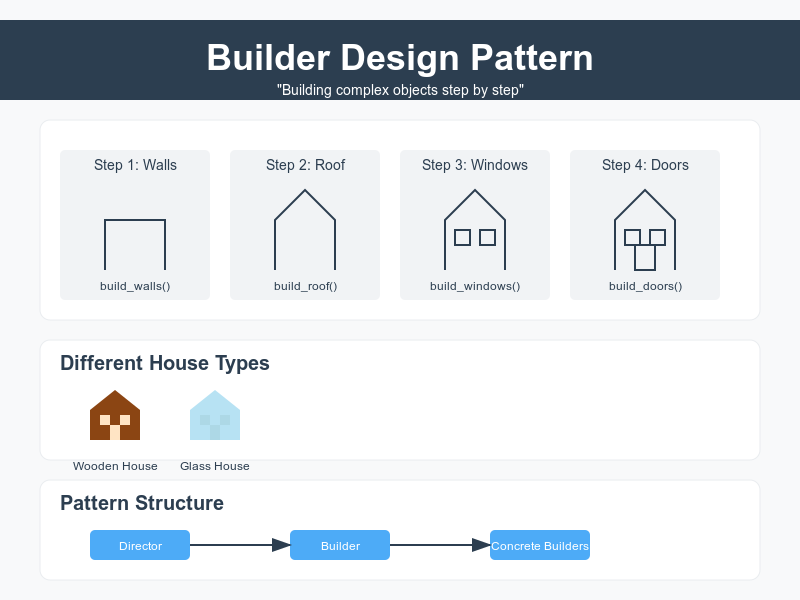 Builder Design Pattern
"Building complex objects step by step"
Step 1: Walls
build_walls()
Step 2: Roof
build_roof()
Step 3: Windows
build_windows()
Step 4: Doors
build_doors()
Different House Types
Wooden House
Glass House
Pattern Structure
Director
Builder
Concrete Builders